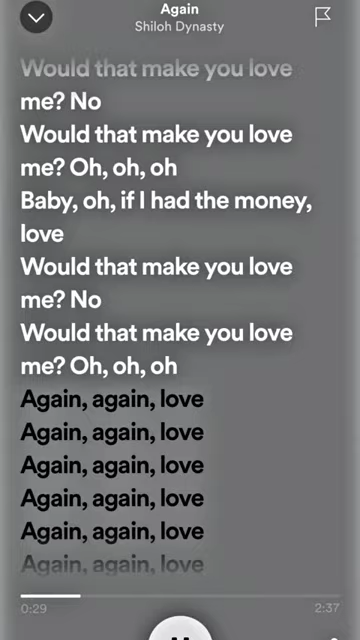 Again
Shiloh Dynasty
Would that make you love
me? No
Would that make you love
me? Oh, oh, oh
Baby, oh, if I had the money,
love
Would that make you love
me? No
Would that make you love
me? Oh, oh, oh
Again, again, love
Again, again, love
Again, again, love
Again, again, love
Again, again, love
Again, again, love
0:29
2:37